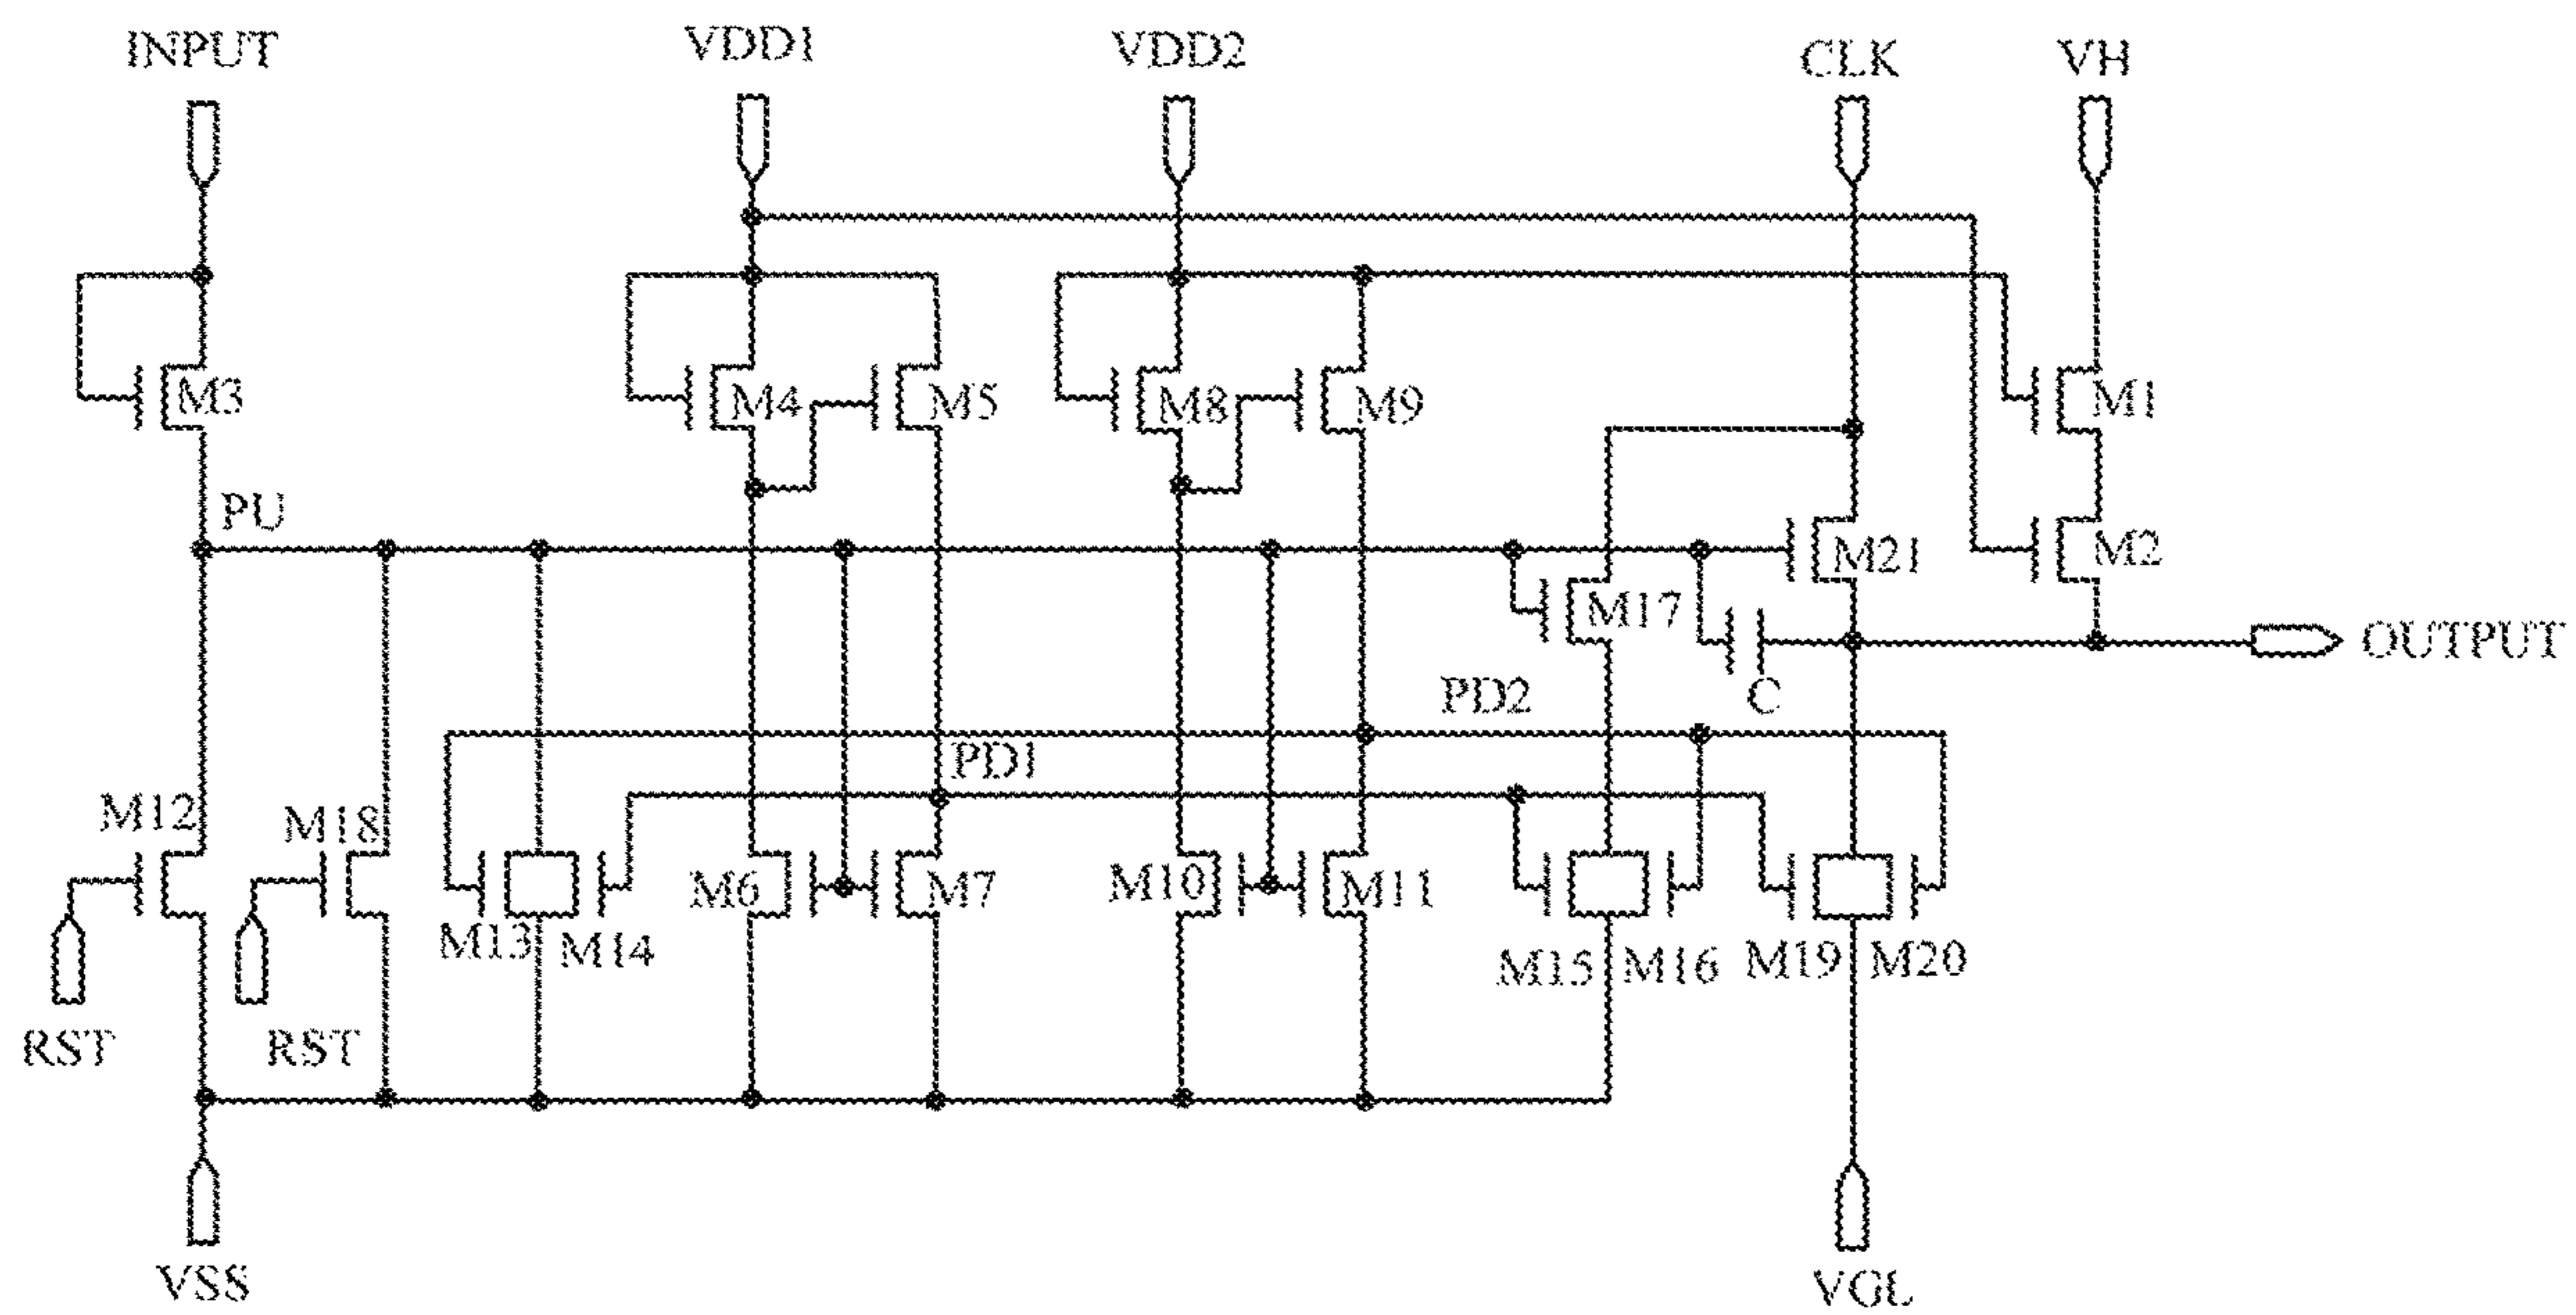 INPUT
VDD1
VDD2
CLK
VH
M3
M4
M5
M8
M9
M1
PU
M21
M2
M17
OUTPUT
C
PD2
PD1
M12
M18
M6
M7
M10
M11
M13
M14
M15
M16
M19
M20
RST
RST
VSS
VGL